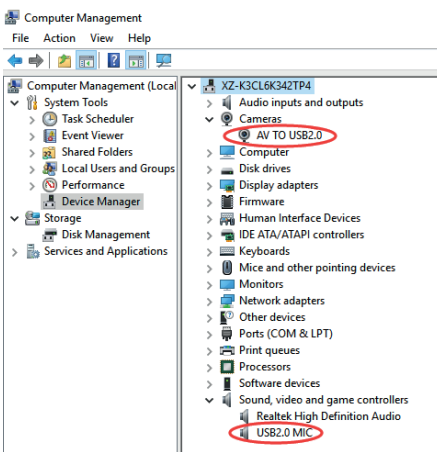 Computer Management
File Action View Help
Computer Management (Local
System Tools
Task Scheduler
Event Viewer
Shared Folders
Local Users and Groups
Performance
Device Manager
Storage
Disk Management
Services and Applications
XZ-K3CL6K342TP4
Audio inputs and outputs
Cameras
AV TO USB2.0
Computer
Disk drives
Display adapters
Firmware
Human Interface Devices
IDE ATA/ATAPI controllers
Keyboards
Mice and other pointing devices
Monitors
Network adapters
Other devices
Ports (COM & LPT)
Print queues
Processors
Software devices
Sound, video and game controllers
Realtek High Definition Audio
USB2.0 MIC